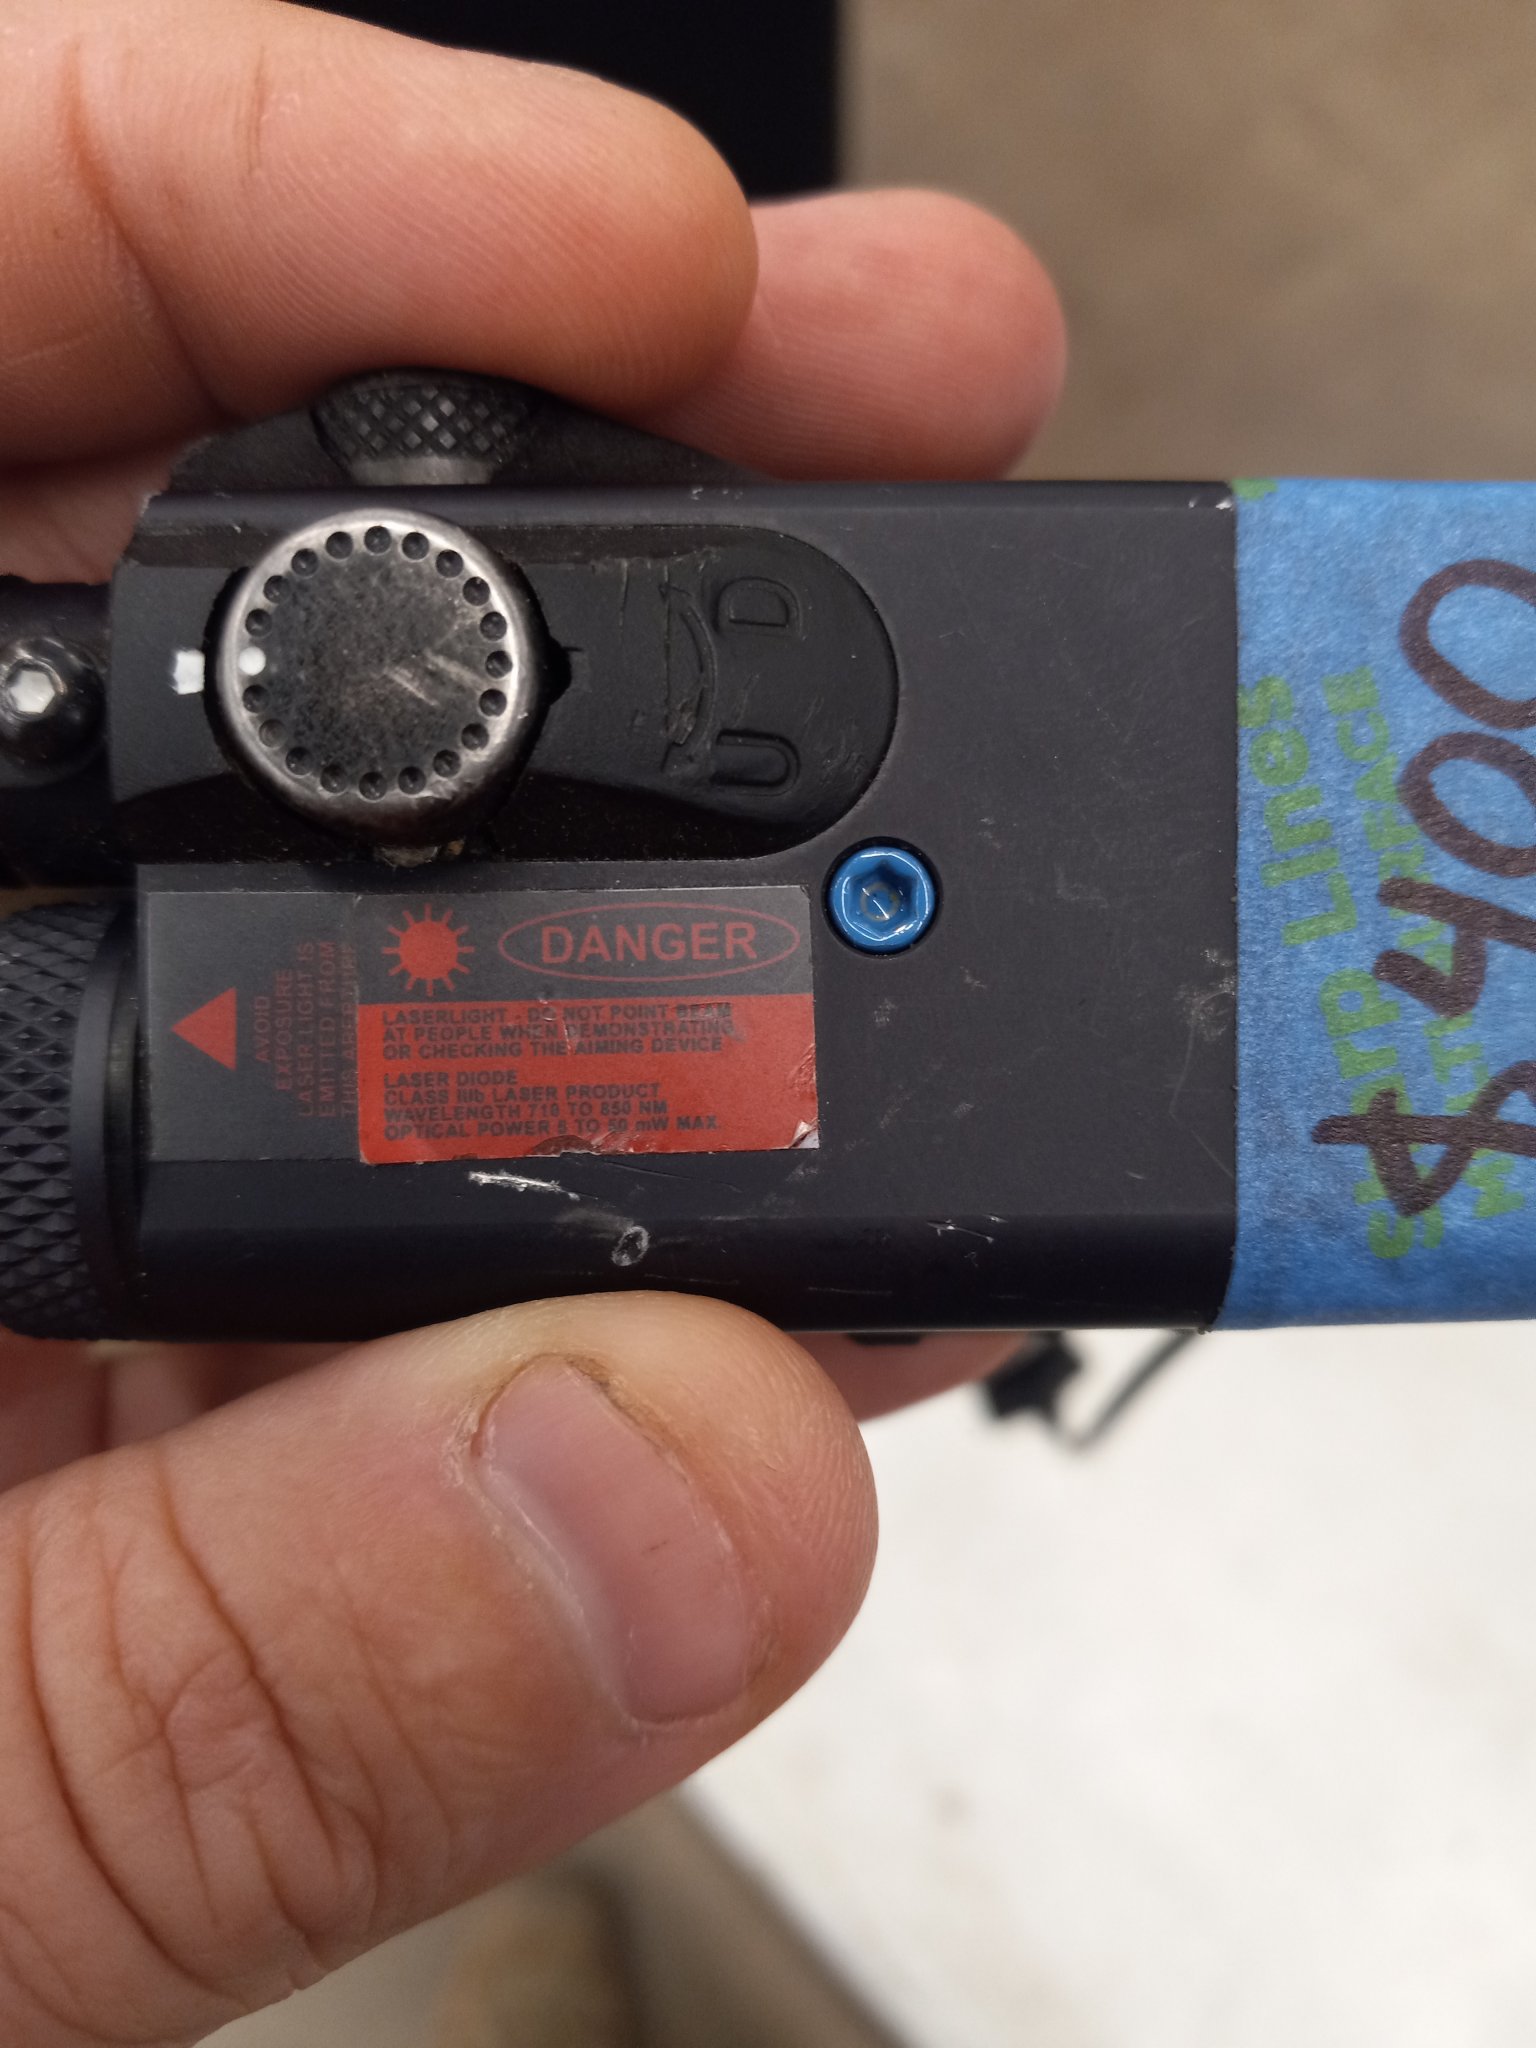 U D
DANGER
AVOID
EXPOSURE
LASER LIGHT IS
EMITTED FROM
LASERLIGHT - DO NOT POINT BEAM
AT PEOPLE WHEN DEMONSTRATING
OR CHECKING THE AIMING DEVICE
LASER DIODE
CLASS IIIb LASER PRODUCT
WAVELENGTH 710 TO 850 NM
OPTICAL POWER 5 TO 50 mW MAX.
Sharp Lines